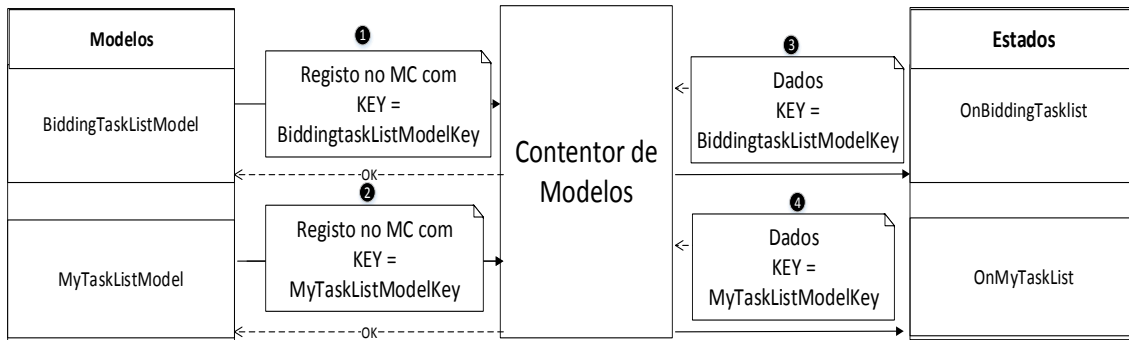 Modelos
BiddingTaskListModel
MyTaskListModel
1
Registo no MC com
KEY =
BiddingtaskListModelKey
OK
2
Registo no MC com
KEY =
MyTaskListModelKey
OK
Contentor de
Modelos
3
Dados
KEY =
BiddingtaskListModelKey
4
Dados
KEY =
MyTaskListModelKey
Estados
OnBiddingTasklist
OnMyTaskList